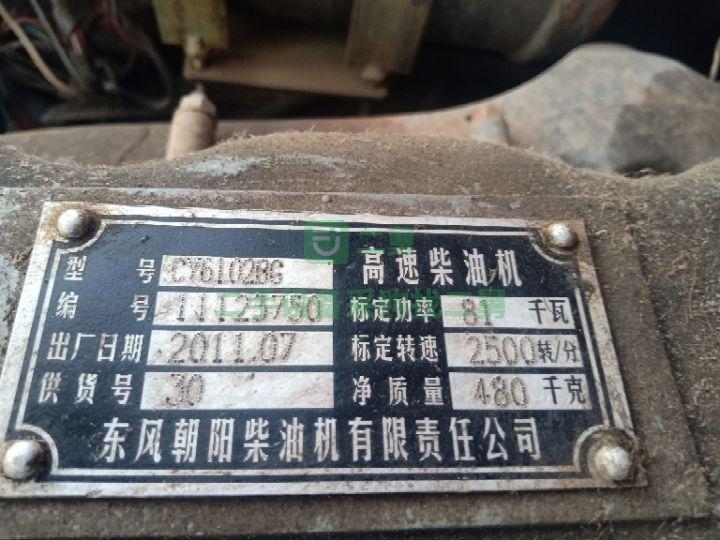 型号 CY6102BG 高速柴油机
编号 11125780 标定功率 81 千瓦
出厂日期 2011.07 标定转速 2500 转/分
供货号 30 净质量 480 千克
东风朝阳柴油机有限责任公司